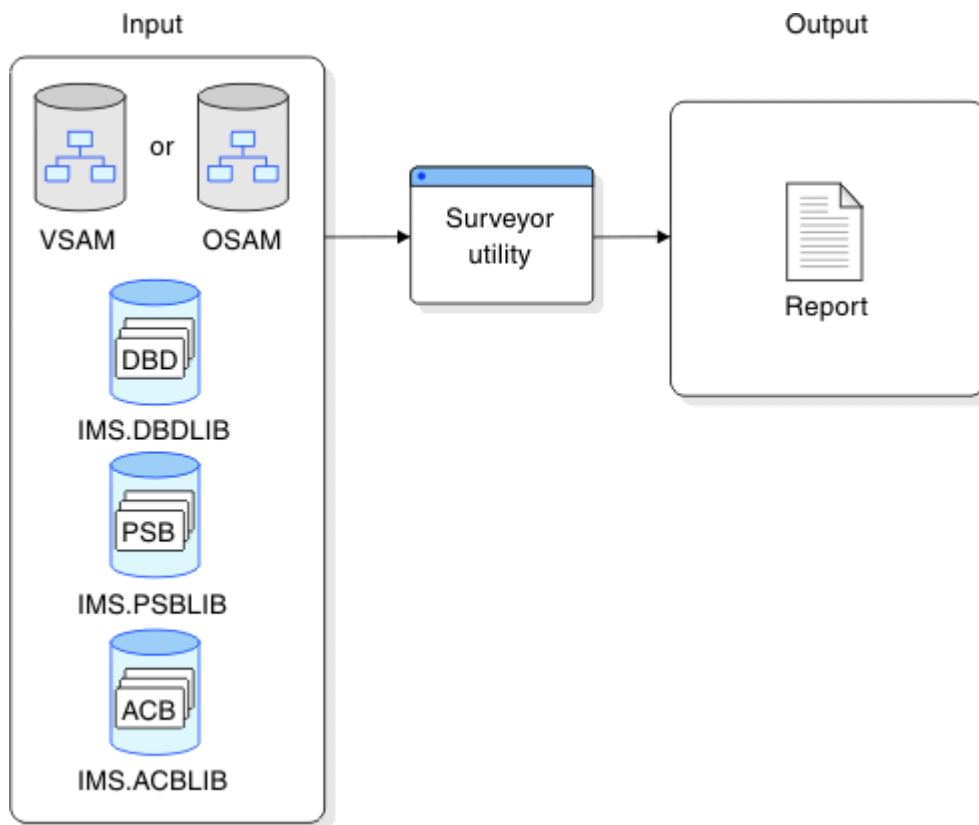 Input
Output
or
VSAM
OSAM
Surveyor
utility
Report
DBD
IMS.DBDLIB
PSB
IMS.PSBLIB
ACB
IMS.ACBLIB